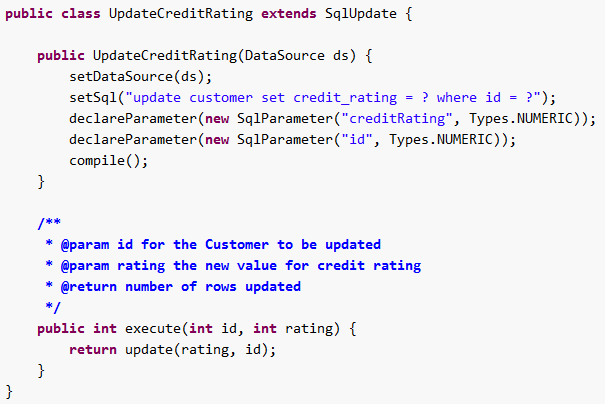 public class UpdateCreditRating extends SqlUpdate {

    public UpdateCreditRating(DataSource ds) {
        setDataSource(ds);
        setSql("update customer set credit_rating = ? where id = ?");
        declareParameter(new SqlParameter("creditRating", Types.NUMERIC));
        declareParameter(new SqlParameter("id", Types.NUMERIC));
        compile();
    }

    /**
     * @param id for the Customer to be updated
     * @param rating the new value for credit rating
     * @return number of rows updated
     */
    public int execute(int id, int rating) {
        return update(rating, id);
    }
}